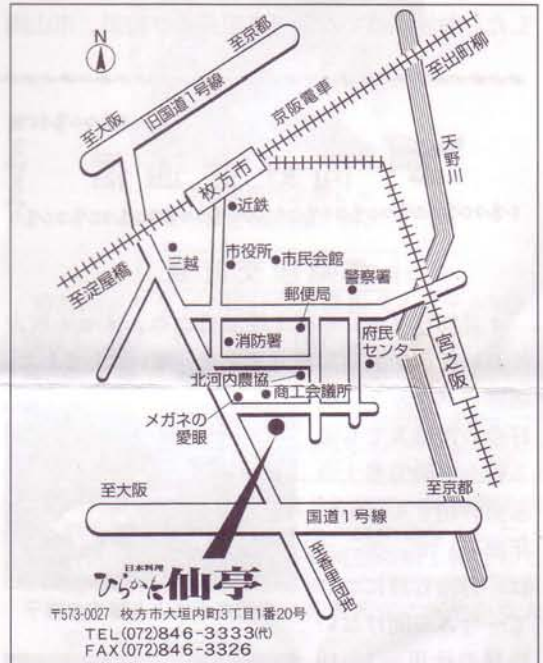 N
至京都
至大阪
旧国道1号線
京阪電車
至出町柳
天野川
枚方市
近鉄
三越
市役所
市民会館
至淀屋橋
警察署
郵便局
消防署
府民
センター
宮之阪
北河内農協
商工会議所
メガネの
愛眼
至大阪
至京都
国道1号線
至香里団地
日本料理
ひらかた仙亭
〒573-0027 枚方市大垣内町3丁目1番20号
TEL(072)846-3333(代)
FAX(072)846-3326